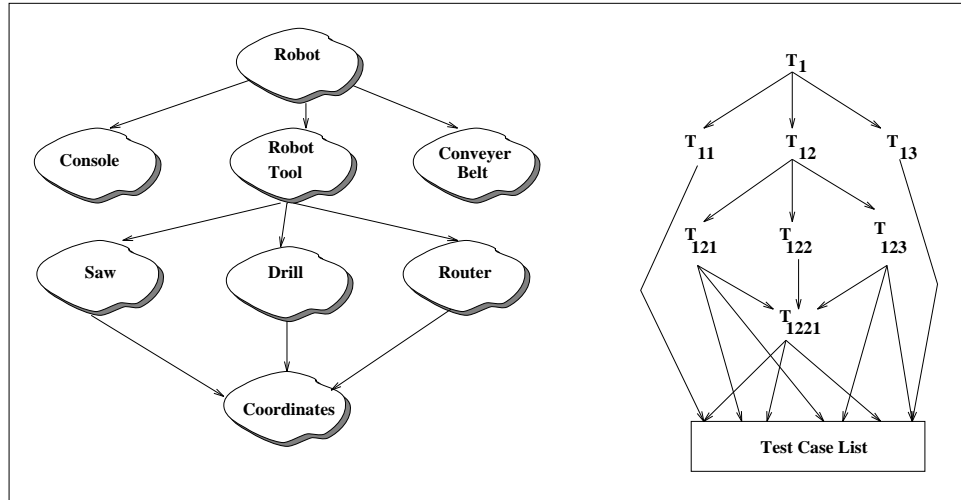 Robot
Console
Robot
Tool
Conveyer
Belt
Saw
Drill
Router
Coordinates
T1
T11
T12
T13
T121
T122
T123
T1221
Test Case List